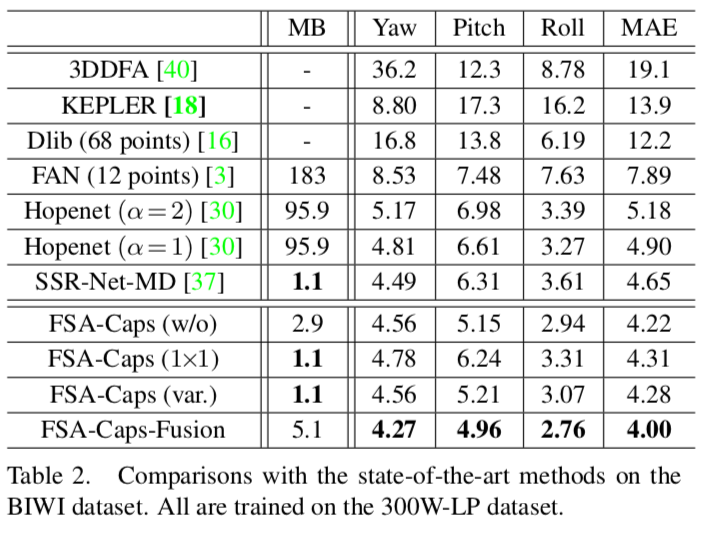 MB Yaw Pitch Roll MAE
3DDFA [40] - 36.2 12.3 8.78 19.1
KEPLER [18] - 8.80 17.3 16.2 13.9
Dlib (68 points) [16] - 16.8 13.8 6.19 12.2
FAN (12 points) [3] 183 8.53 7.48 7.63 7.89
Hopenet (α = 2) [30] 95.9 5.17 6.98 3.39 5.18
Hopenet (α = 1) [30] 95.9 4.81 6.61 3.27 4.90
SSR-Net-MD [37] 1.1 4.49 6.31 3.61 4.65
FSA-Caps (w/o) 2.9 4.56 5.15 2.94 4.22
FSA-Caps (1×1) 1.1 4.78 6.24 3.31 4.31
FSA-Caps (var.) 1.1 4.56 5.21 3.07 4.28
FSA-Caps-Fusion 5.1 4.27 4.96 2.76 4.00
Table 2. Comparisons with the state-of-the-art methods on the
BIWI dataset. All are trained on the 300W-LP dataset.